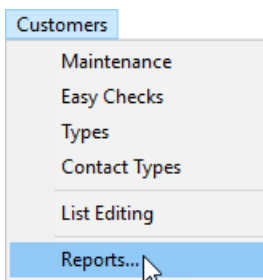 Customers
Maintenance
Easy Checks
Types
Contact Types
List Editing
Reports...